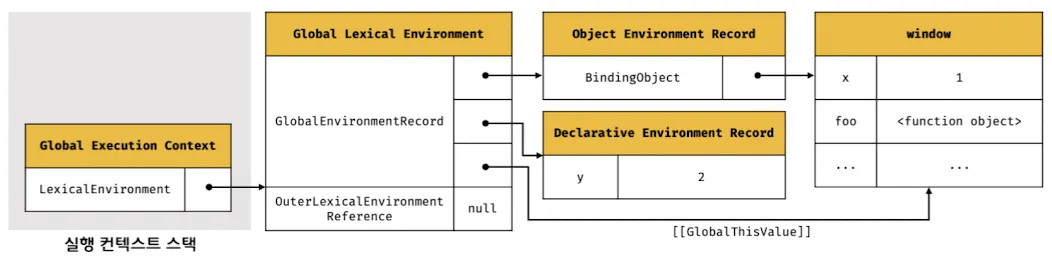 Global Execution Context
LexicalEnvironment
실행 컨텍스트 스택
Global Lexical Environment
GlobalEnvironmentRecord
OuterLexicalEnvironment
Reference
null
Object Environment Record
BindingObject
Declarative Environment Record
y 2
window
x 1
foo <function object>
... ...
[[GlobalThisValue]]